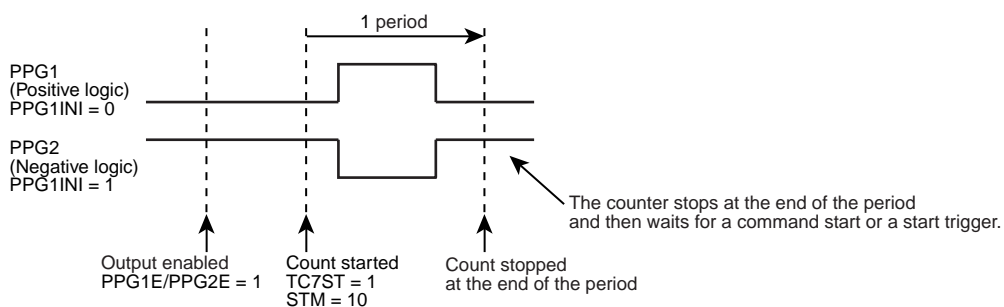 1 period
PPG1
(Positive logic)
PPG1INI = 0
PPG2
(Negative logic)
PPG1INI = 1
The counter stops at the end of the period
and then waits for a command start or a start trigger.
Output enabled
PPG1E/PPG2E = 1
Count started
TC7ST = 1
STM = 10
Count stopped
at the end of the period